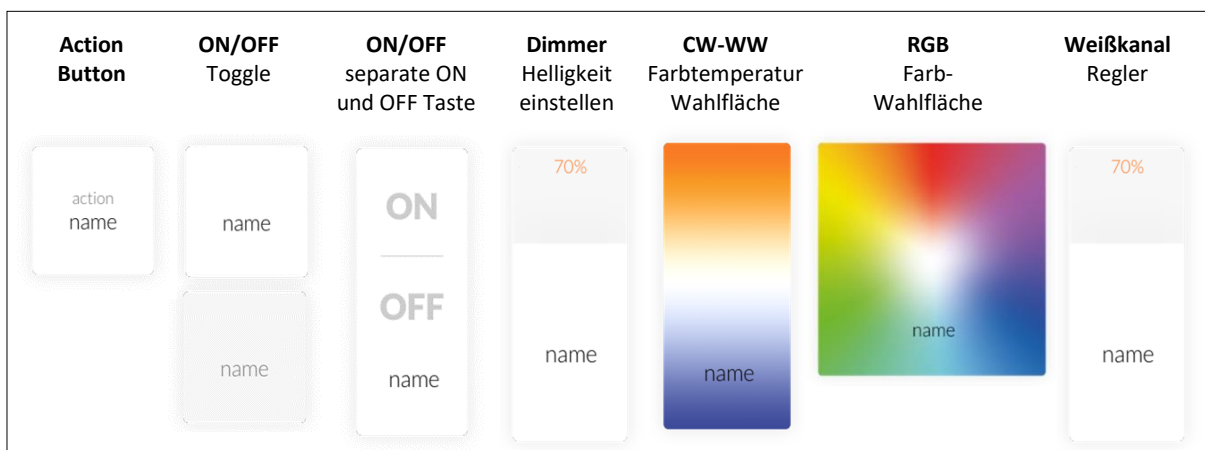 Action
Button
ON/OFF
Toggle
ON/OFF
separate ON
und OFF Taste
Dimmer
Helligkeit
einstellen
CW-WW
Farbtemperatur
Wahlfläche
RGB
Farb-
Wahlfläche
Weißkanal
Regler
action
name
name
name
ON
OFF
name
70%
name
name
name
70%
name